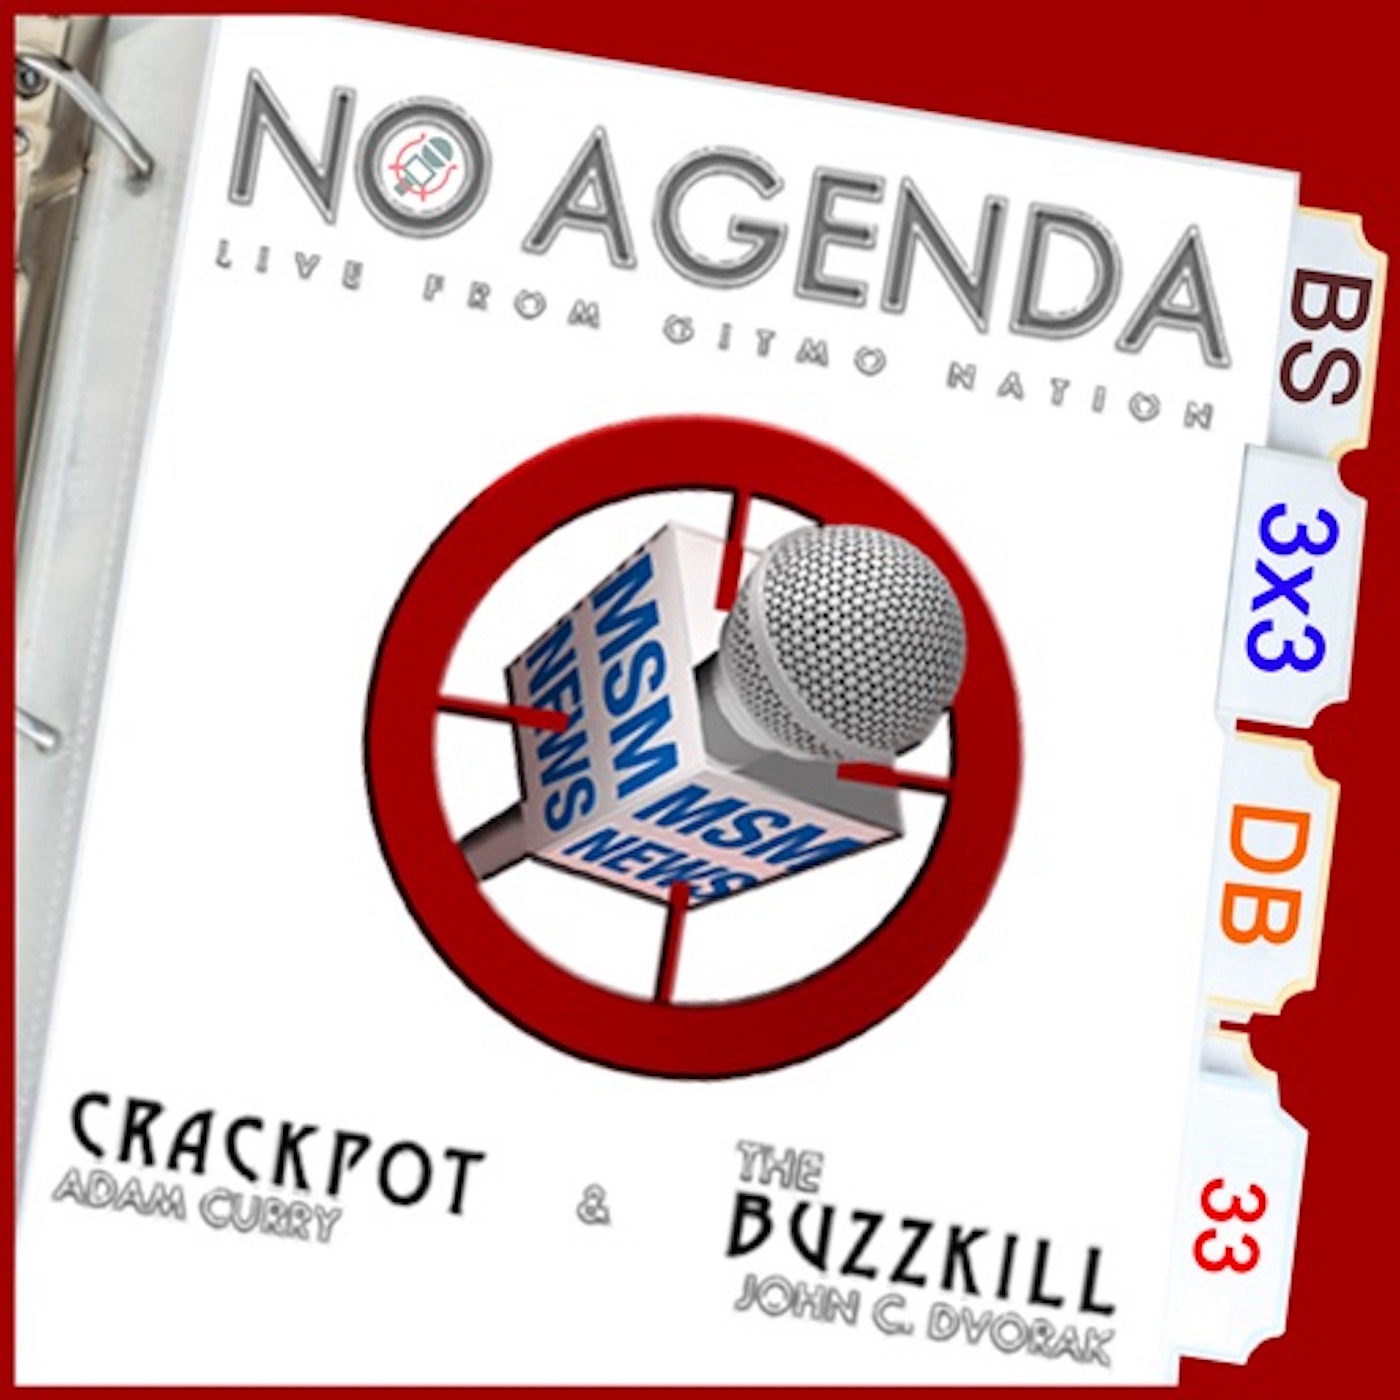 NO AGENDA
LIVE FROM GITMO NATION
BS
3x3
DB
33
MSM
NEWS
MSM
NEWS
CRACKPOT
ADAM CURRY
&
THE
BUZZKILL
JOHN C. DVORAK